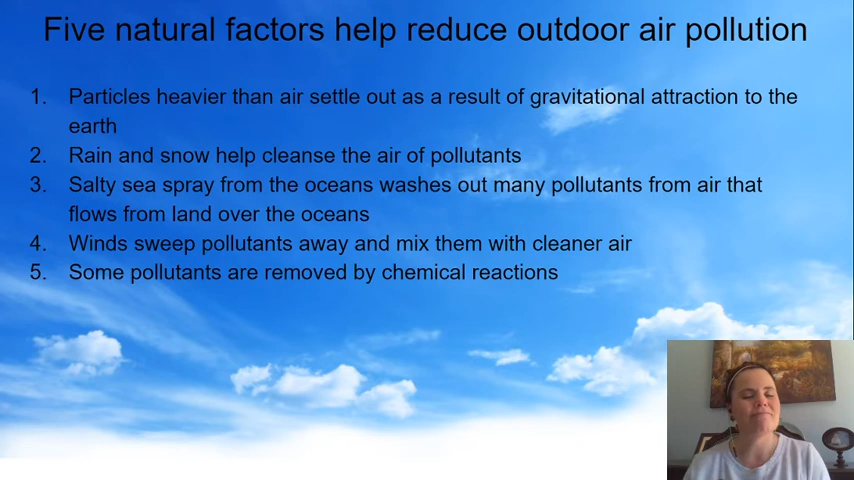 Five natural factors help reduce outdoor air pollution
1. Particles heavier than air settle out as a result of gravitational attraction to the
earth
2. Rain and snow help cleanse the air of pollutants
3. Salty sea spray from the oceans washes out many pollutants from air that
flows from land over the oceans
4. Winds sweep pollutants away and mix them with cleaner air
5. Some pollutants are removed by chemical reactions